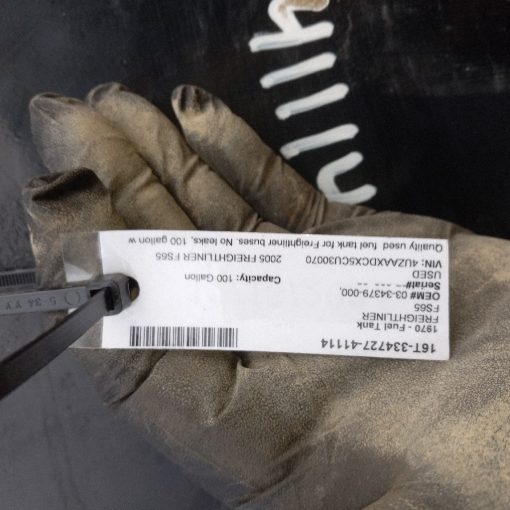 16T-334727-41114
1970 - Fuel Tank
FREIGHTLINER
FS65
OEM# 03-34379-000,
Serial#
USED
Capacity: 100 Gallon
VIN: 4UZAAXDCX5CU30070
2005 FREIGHTLINER FS65
Quality used fuel tank for Freightliner buses. No leaks, 100 gallon w